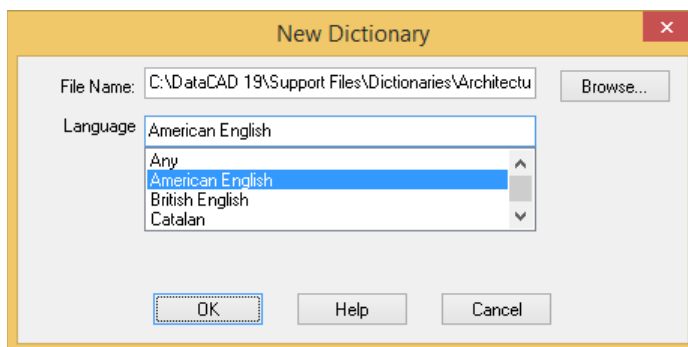 New Dictionary
File Name: C:\DataCAD 19\Support Files\Dictionaries\Architectu Browse...
Language American English
Any
American English
British English
Catalan
OK Help Cancel